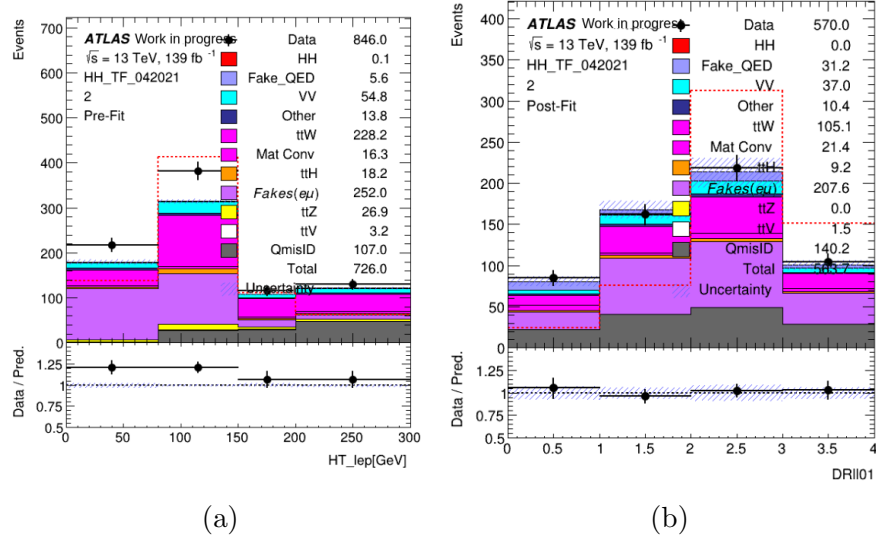 Events
700
600
500
400
300
200
100
0
ATLAS Work in progress
√s = 13 TeV, 139 fb⁻¹
HH_TF_042021
2
Pre-Fit
Data 846.0
HH 0.1
Fake_QED 5.6
VV 54.8
Other 13.8
ttW 228.2
Mat Conv 16.3
ttH 18.2
Fakes(eμ) 252.0
ttZ 26.9
ttV 3.2
QmisID 107.0
Total 726.0
Uncertainty
Data / Pred.
1.25
1
0.75
0.5
0 50 100 150 200 250 300
HT_lep[GeV]
(a)
Events
400
350
300
250
200
150
100
50
0
ATLAS Work in progress
√s = 13 TeV, 139 fb⁻¹
HH_TF_042021
2
Post-Fit
Data 570.0
HH 0.0
Fake_QED 31.2
VV 37.0
Other 10.4
ttW 105.1
Mat Conv 21.4
ttH 9.2
Fakes(eμ) 207.6
ttZ 0.0
ttV 1.5
QmisID 140.2
Total 563.7
Uncertainty
Data / Pred.
1.25
1
0.75
0.5
0 1 2 3 4
DRll01
(b)